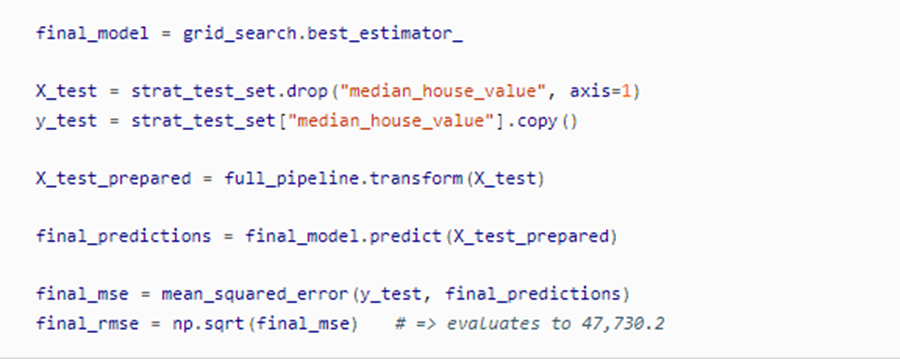 final_model = grid_search.best_estimator_
X_test = strat_test_set.drop("median_house_value", axis=1)
y_test = strat_test_set["median_house_value"].copy()
X_test_prepared = full_pipeline.transform(X_test)
final_predictions = final_model.predict(X_test_prepared)
final_mse = mean_squared_error(y_test, final_predictions)
final_rmse = np.sqrt(final_mse)   # => evaluates to 47,730.2